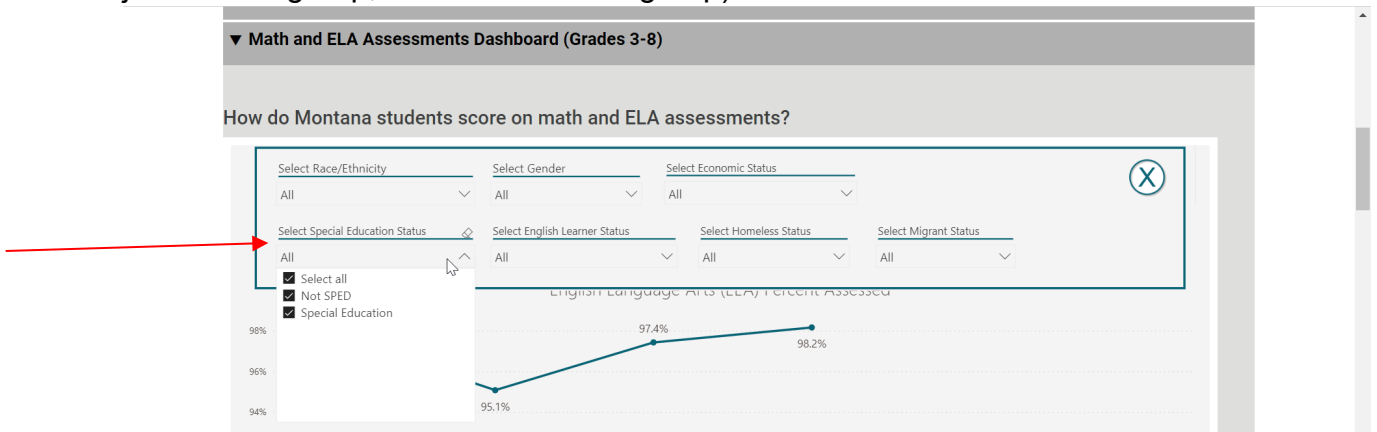 ▼ Math and ELA Assessments Dashboard (Grades 3-8)
How do Montana students score on math and ELA assessments?
Select Race/Ethnicity Select Gender Select Economic Status
All All All
X
Select Special Education Status Select English Learner Status Select Homeless Status Select Migrant Status
All All All All
Select all
Not SPED
Special Education
English Language Arts (ELA) Percent Assessed
98%
97.4%
98.2%
96%
95.1%
94%